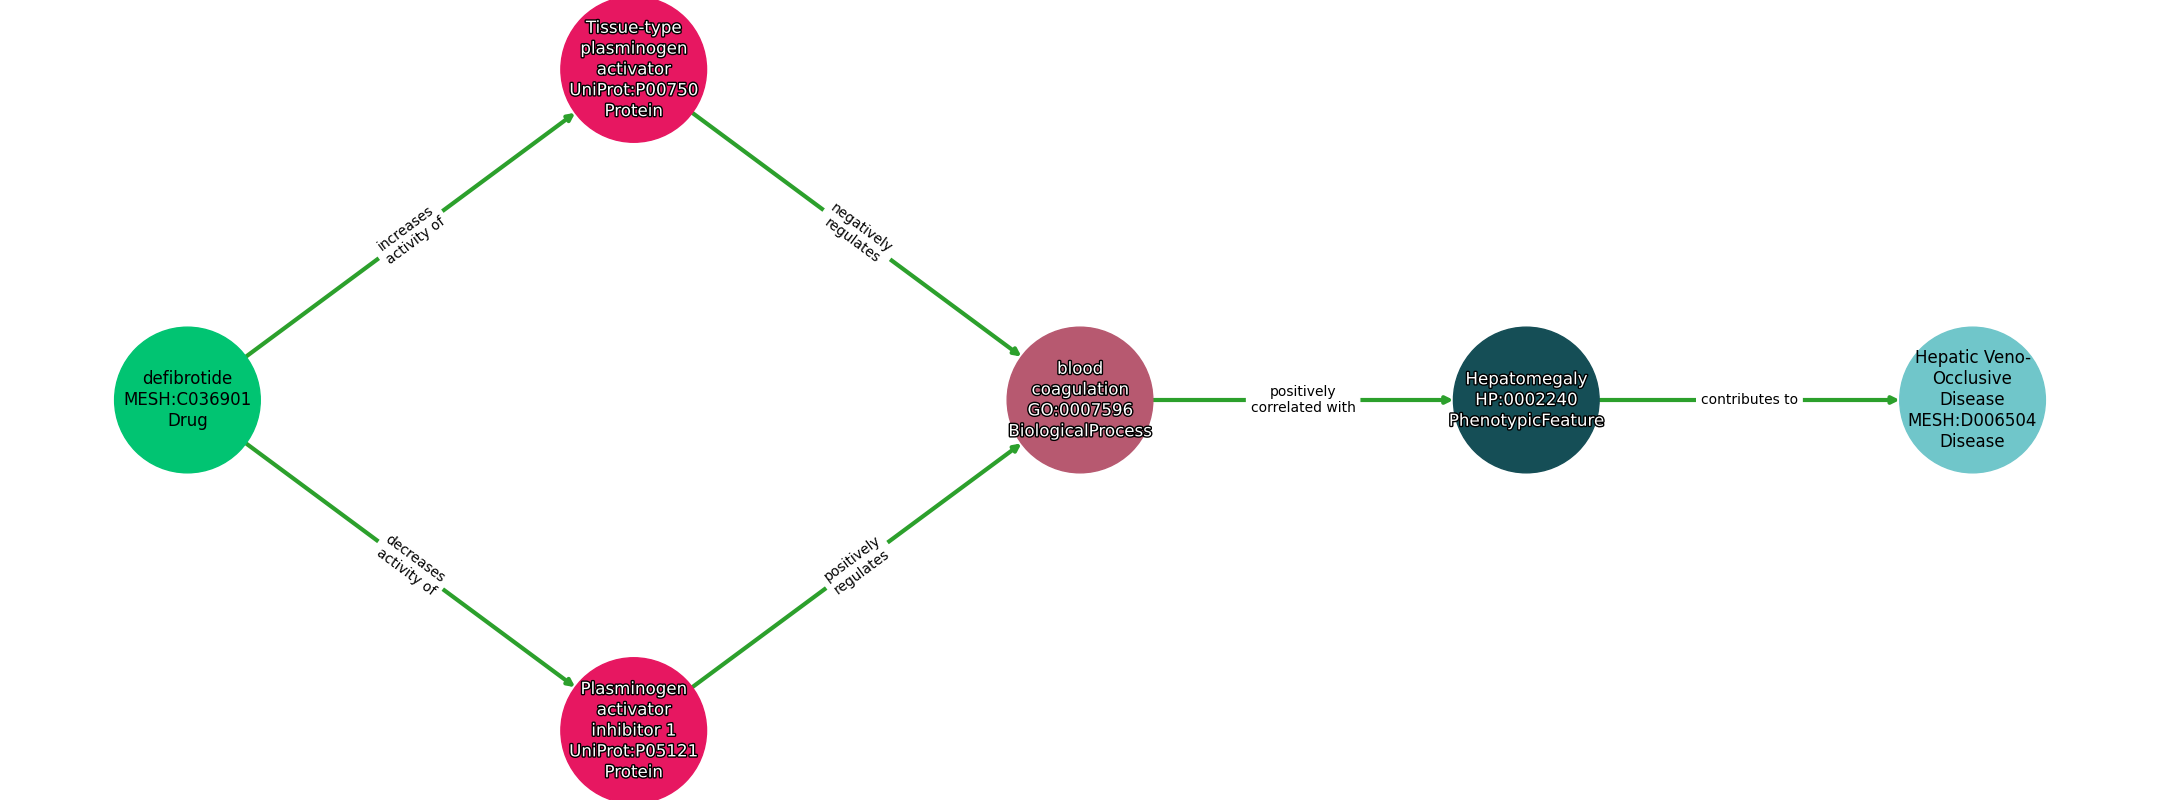 Tissue-type
plasminogen
activator
UniProt:P00750
Protein
increases
activity of
negatively
regulates
defibrotide
MESH:C036901
Drug
blood
coagulation
GO:0007596
BiologicalProcess
positively
correlated with
Hepatomegaly
HP:0002240
PhenotypicFeature
contributes to
Hepatic Veno-
Occlusive
Disease
MESH:D006504
Disease
decreases
activity of
positively
regulates
Plasminogen
activator
inhibitor 1
UniProt:P05121
Protein